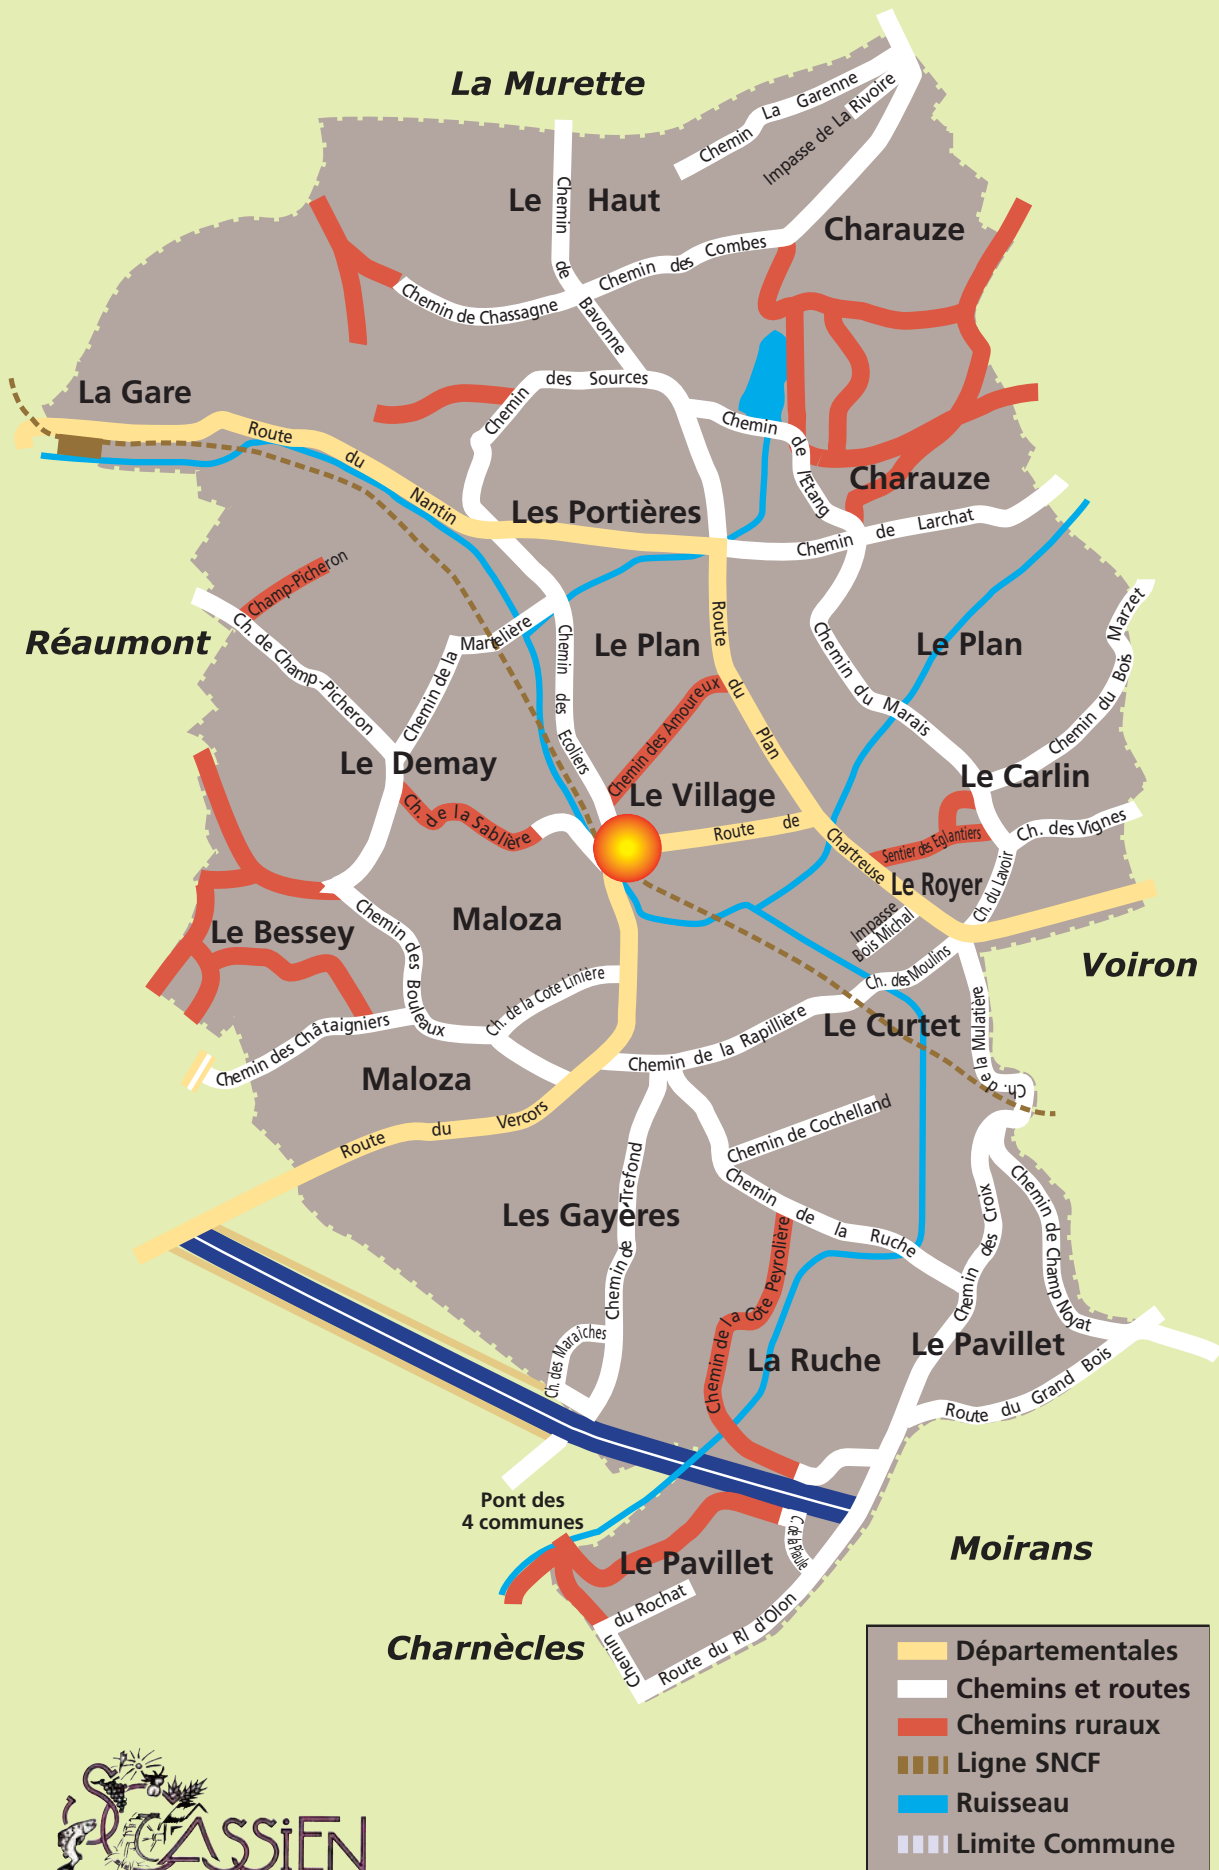 La Murette
Chemin La Garenne
Impasse de La Rivoire
Le Haut
Chemin de Bavonne
Charauze
Chemin des Combes
Chemin de Chassagne
La Gare
Chemin des Sources
Route du Nantin
Chemin de l'Etang
Charauze
Les Portières
Chemin de Larchat
Champ-Picheron
Ch. de Champ-Picheron
Réaumont
Chemin de la Martelière
Chemin des Ecoliers
Le Plan
Route du Plan
Le Plan
Chemin du Marais
Chemin du Bois Marzet
Chemin des Amoureux
Le Demay
Ch. de la Sablière
Le Village
Le Carlin
Route de Chartreuse
Sentier des Eglantiers
Ch. des Vignes
Le Royer
Ch. du Lavoir
Impasse
Bois Michal
Le Bessey
Chemin des Bouleaux
Maloza
Ch. de la Cote Linière
Ch. des Moulins
Voiron
Chemin des Châtaigniers
Chemin de la Rapillière
Le Curtet
Ch. de la Mulatière
Maloza
Route du Vercors
Chemin de Cochelland
Chemin de Trefond
Les Gayères
Chemin de la Ruche
Chemin des Croix
Chemin de Champ Noyat
Chemin de la Cote Peyrolière
Ch. des Maraîches
La Ruche
Le Pavillet
Route du Grand Bois
Pont des
4 communes
C. de la Piaule
Le Pavillet
Moirans
Chemin du Rochat
Route du RI d'Olon
Charnècles
Départementales
Chemins et routes
Chemins ruraux
Ligne SNCF
Ruisseau
Limite Commune
St CASSIEN